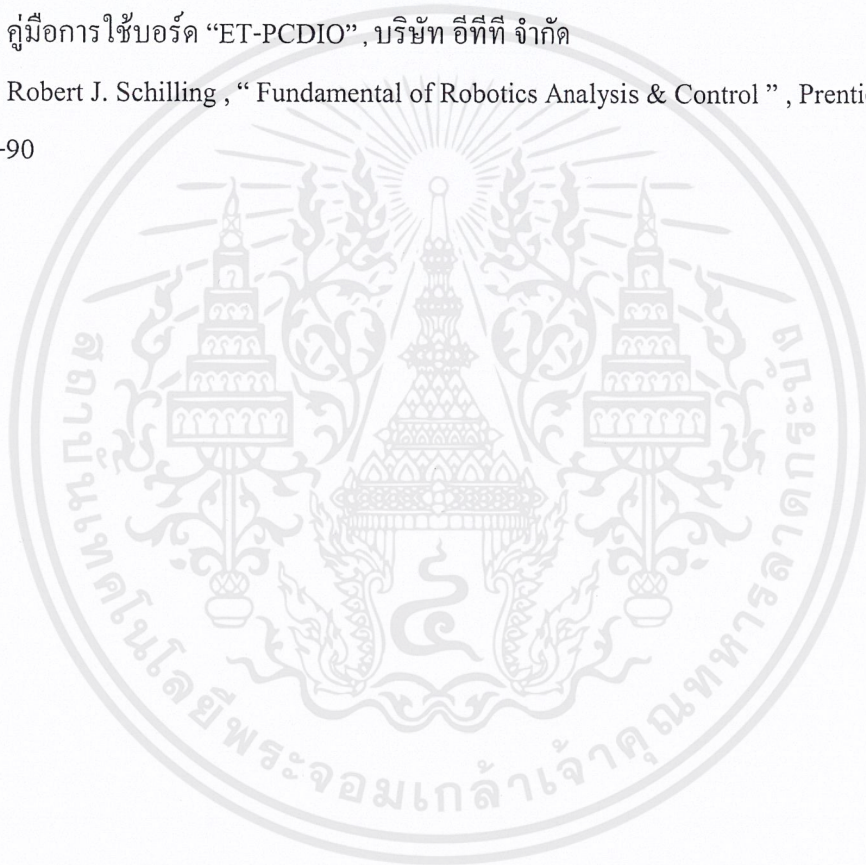 คู่มือการใช้บอร์ด “ET-PCDIO” , บริษัท อีทีที จำกัด
Robert J. Schilling , “ Fundamental of Robotics Analysis & Control ” , Prenti
-90
สถาบันเทคโนโลยีพระจอมเกล้าเจ้าคุณทหารลาดกระบัง